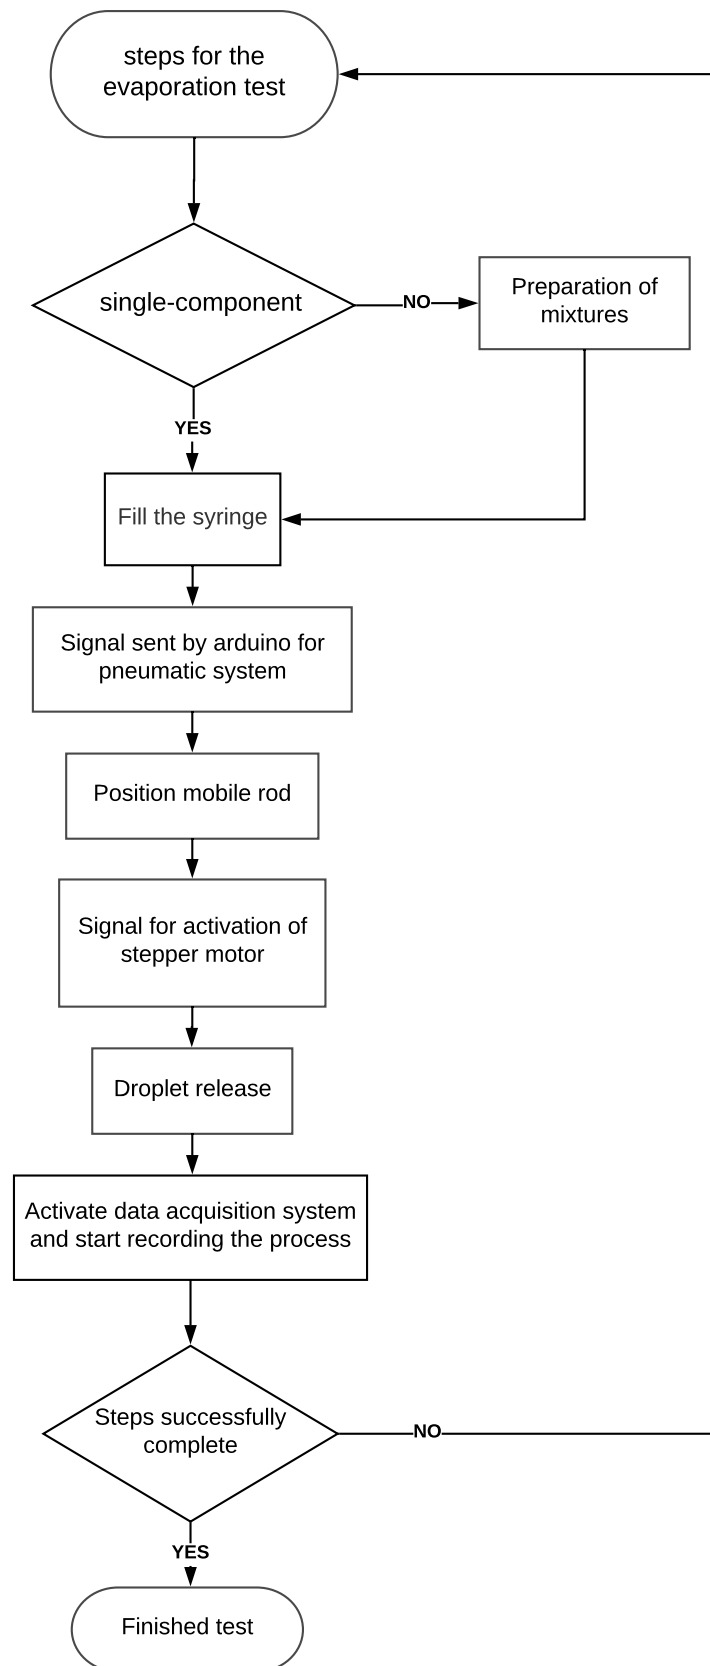 steps for the
evaporation test
single-component
NO
Preparation of
mixtures
YES
Fill the syringe
Signal sent by arduino for
pneumatic system
Position mobile rod
Signal for activation of
stepper motor
Droplet release
Activate data acquisition system
and start recording the process
Steps successfully
complete
NO
YES
Finished test